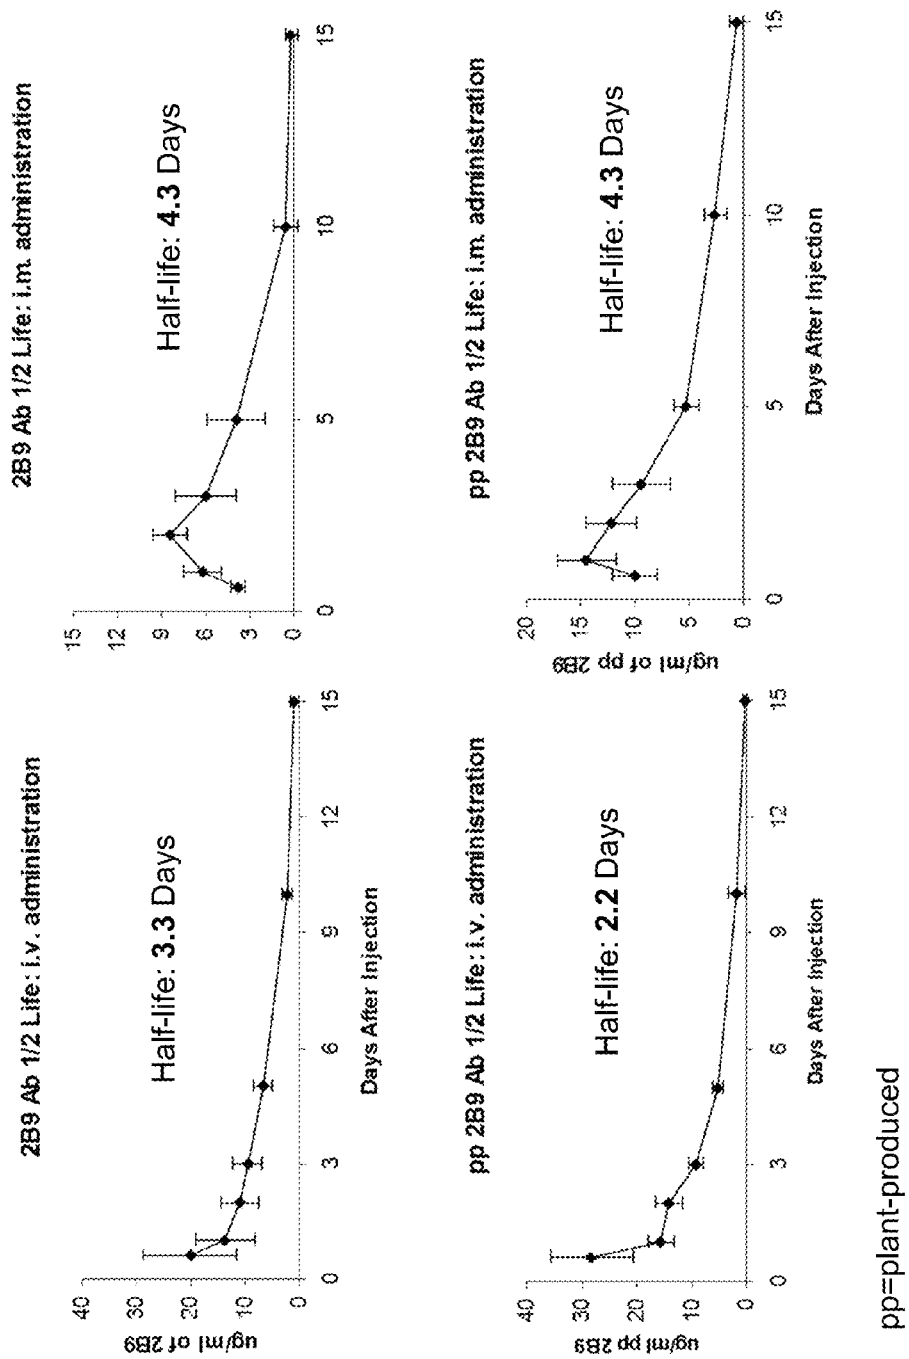 2B9 Ab 1/2 Life: i.v. administration
Half-life: 3.3 Days
ug/ml of 2B9
40
30
20
10
0
0 3 6 9 12 15
Days After Injection
2B9 Ab 1/2 Life: i.m. administration
Half-life: 4.3 Days
15
12
9
6
3
0
0 5 10 15
pp 2B9 Ab 1/2 Life: i.v. administration
Half-life: 2.2 Days
ug/ml pp 2B9
40
30
20
10
0
0 3 6 9 12 15
Days After Injection
pp 2B9 Ab 1/2 Life: i.m. administration
Half-life: 4.3 Days
ug/ml of pp 2B9
20
15
10
5
0
0 5 10 15
Days After Injection
pp=plant-produced